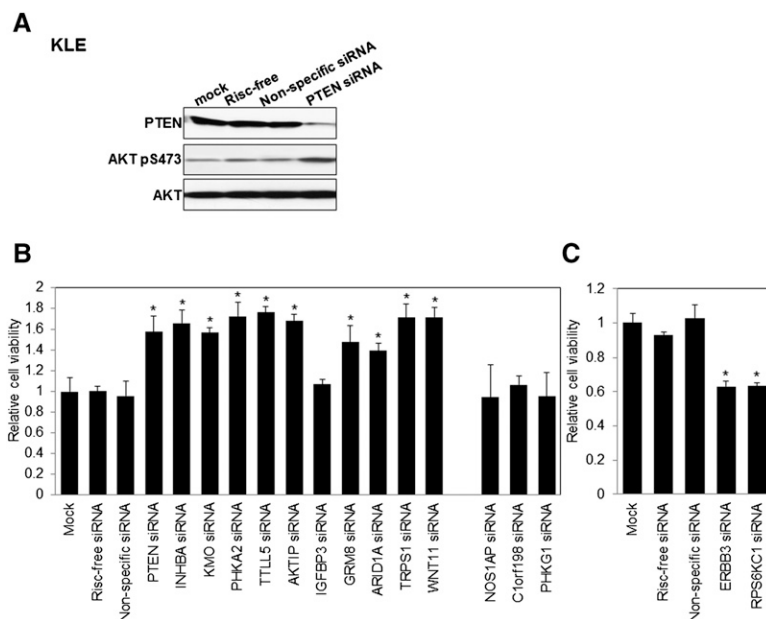 A
KLE
mock
Risc-free
Non-specific siRNA
PTEN siRNA
PTEN
AKT pS473
AKT
B
Relative cell viability
2
1.8
1.6
1.4
1.2
1
0.8
0.6
0.4
0.2
0
* * * * * * * * * *
Mock
Risc-free siRNA
Non-specific siRNA
PTEN siRNA
INHBA siRNA
KMO siRNA
PHKA2 siRNA
TTLL5 siRNA
AKTIP siRNA
IGFBP3 siRNA
GRM8 siRNA
ARID1A siRNA
TRPS1 siRNA
WNT11 siRNA
NOS1AP siRNA
C1orf198 siRNA
PHKG1 siRNA
C
Relative cell viability
1.2
1
0.8
0.6
0.4
0.2
0
* *
Mock
Risc-free siRNA
Non-specific siRNA
ERBB3 siRNA
RPS6KC1 siRNA